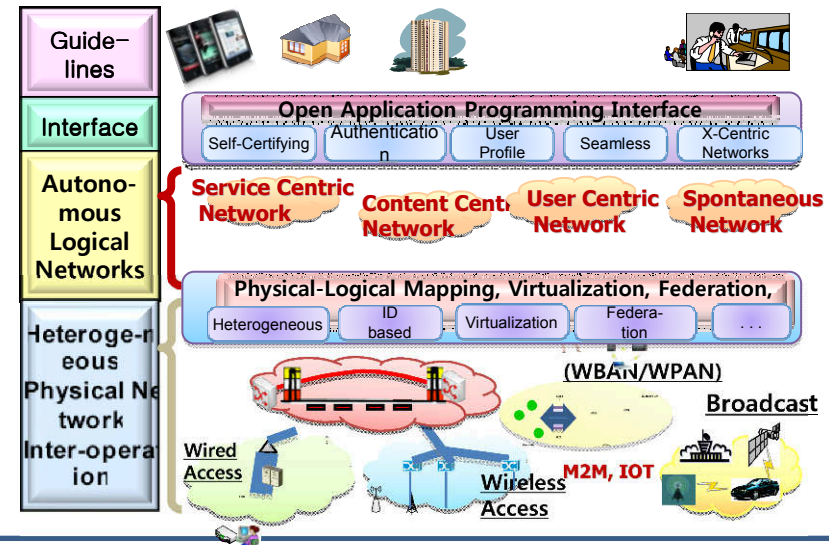 Guide-
lines
Interface
Autono-
mous
Logical
Networks
Heteroge-n
eous
Physical Ne
twork
Inter-operat
ion
Open Application Programming Interface
Self-Certifying
Authenticatio
n
User
Profile
Seamless
X-Centric
Networks
Service Centric
Network
Content Centr
Network
User Centric
Network
Spontaneous
Network
Physical-Logical Mapping, Virtualization, Federation,
Heterogeneous
ID
based
Virtualization
Federa-
tion
. . .
(WBAN/WPAN)
Broadcast
Wired
Access
Wireless
Access
M2M, IOT